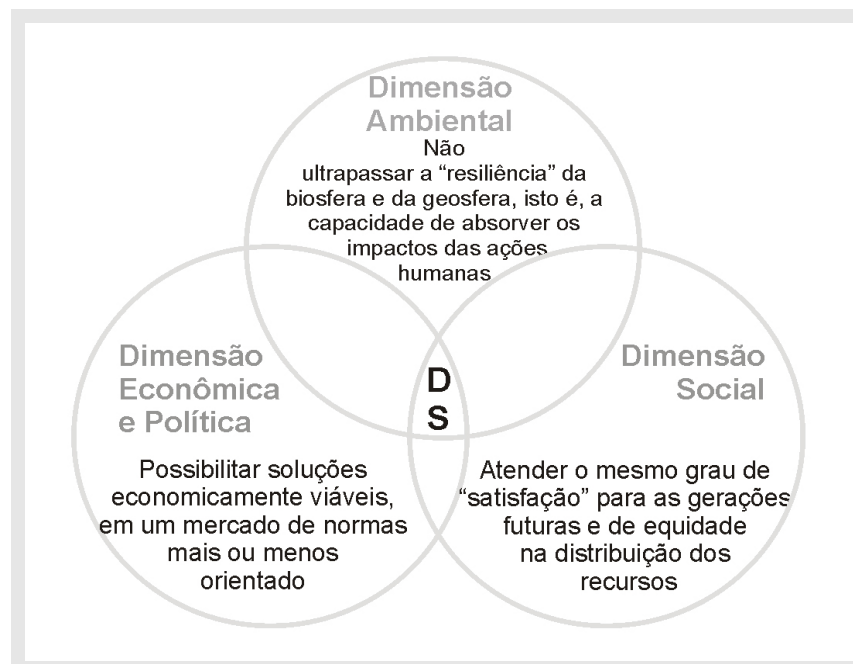 Dimensão
Ambiental
Não
ultrapassar a “resiliência” da
biosfera e da geosfera, isto é, a
capacidade de absorver os
impactos das ações
humanas
Dimensão
Econômica
e Política
Possibilitar soluções
economicamente viáveis,
em um mercado de normas
mais ou menos
orientado
D
S
Dimensão
Social
Atender o mesmo grau de
“satisfação” para as gerações
futuras e de equidade
na distribuição dos
recursos